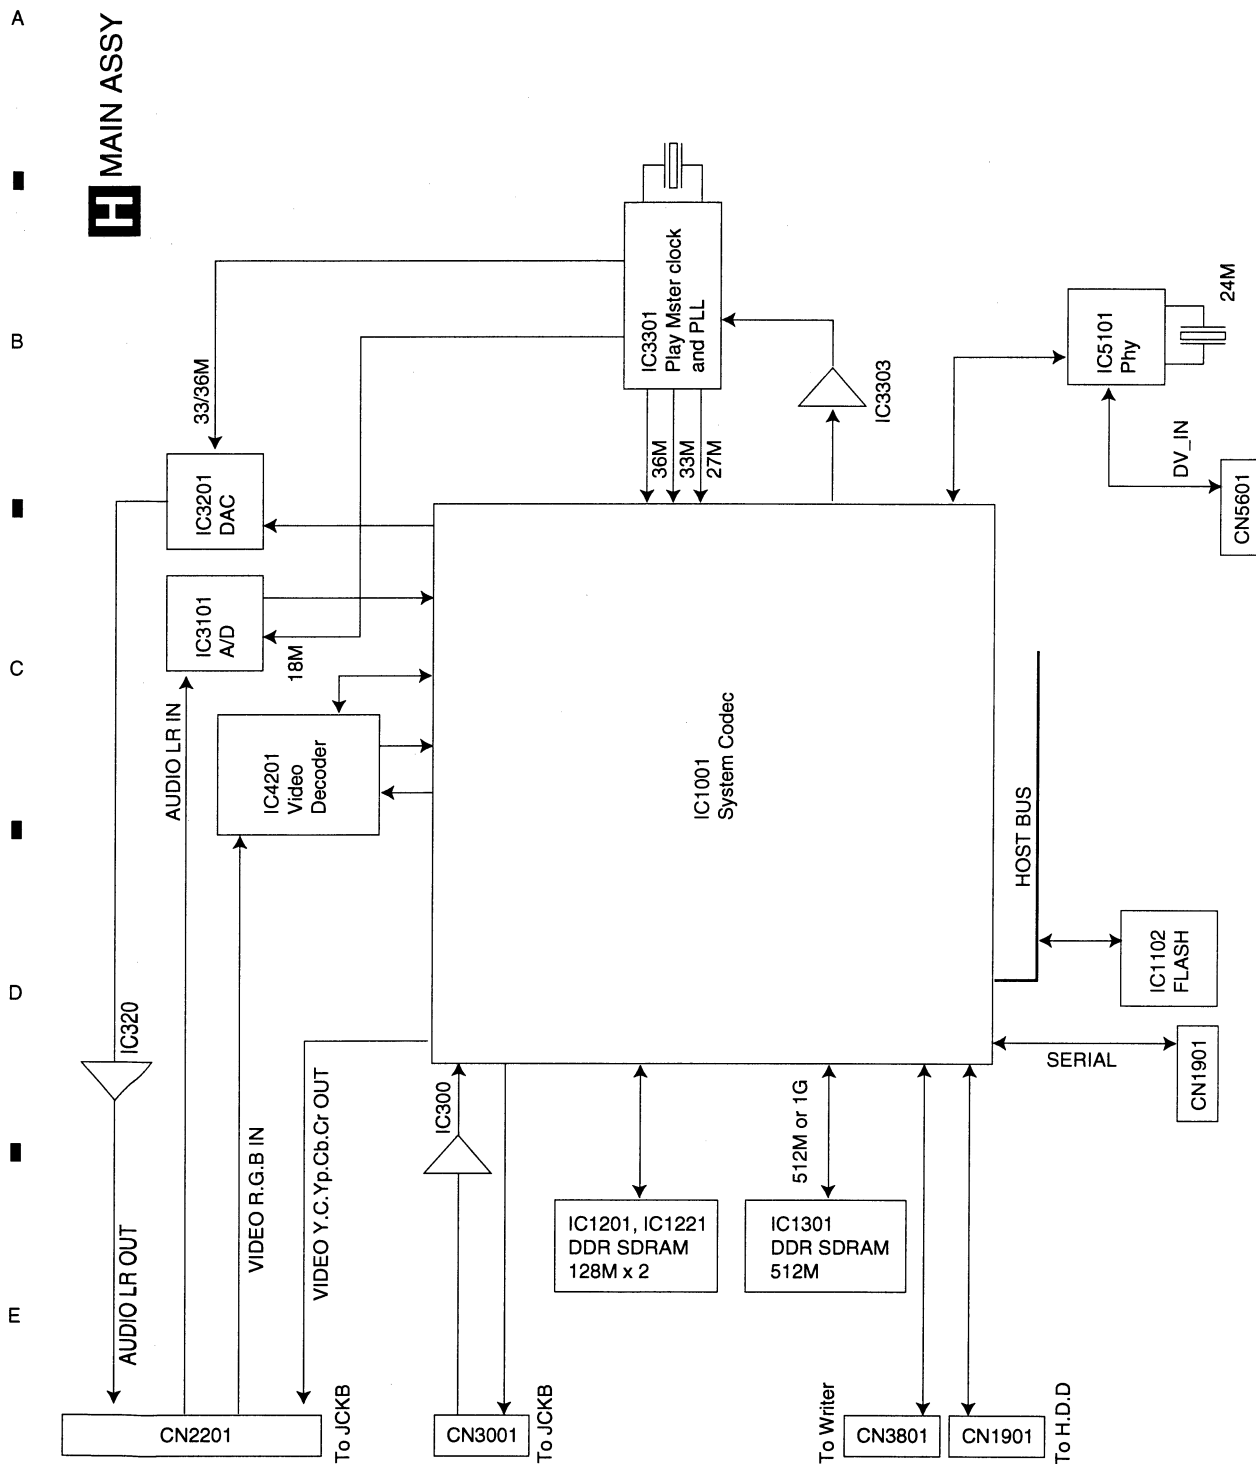 A
H MAIN ASSY
B
33/36M
IC3301
Play Mster clock
and PLL
IC5101
Phy
24M
36M
33M
27M
IC3303
DV_IN
CN5601
IC3201
DAC
IC3101
A/D
18M
C
AUDIO LR IN
IC4201
Video
Decoder
IC1001
System Codec
HOST BUS
IC1102
FLASH
D
IC320
SERIAL
CN1901
VIDEO R.G.B IN
VIDEO Y.C.Yp.Cb.Cr OUT
IC300
512M or 1G
IC1201, IC1221
DDR SDRAM
128M x 2
IC1301
DDR SDRAM
512M
E
AUDIO LR OUT
CN2201
To JCKB
CN3001
To JCKB
To Writer
CN3801
CN1901
To H.D.D